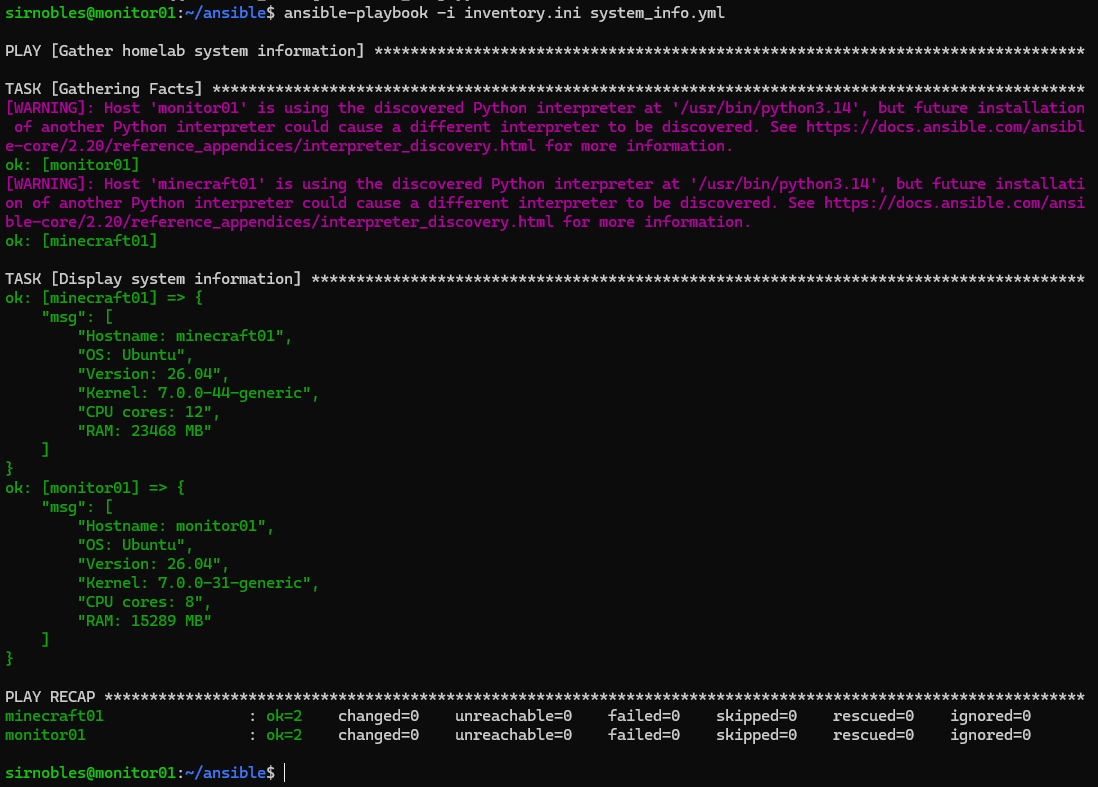 sirnobles@monitor01:~/ansible$ ansible-playbook -i inventory.ini system_info.yml
PLAY [Gather homelab system information] *******************************************************************************
TASK [Gathering Facts] *************************************************************************************************
[WARNING]: Host 'monitor01' is using the discovered Python interpreter at '/usr/bin/python3.14', but future installation
 of another Python interpreter could cause a different interpreter to be discovered. See https://docs.ansible.com/ansibl
e-core/2.20/reference_appendices/interpreter_discovery.html for more information.
ok: [monitor01]
[WARNING]: Host 'minecraft01' is using the discovered Python interpreter at '/usr/bin/python3.14', but future installati
on of another Python interpreter could cause a different interpreter to be discovered. See https://docs.ansible.com/ansi
ble-core/2.20/reference_appendices/interpreter_discovery.html for more information.
ok: [minecraft01]
TASK [Display system information] **************************************************************************************
ok: [minecraft01] => {
    "msg": [
        "Hostname: minecraft01",
        "OS: Ubuntu",
        "Version: 26.04",
        "Kernel: 7.0.0-44-generic",
        "CPU cores: 12",
        "RAM: 23468 MB"
    ]
}
ok: [monitor01] => {
    "msg": [
        "Hostname: monitor01",
        "OS: Ubuntu",
        "Version: 26.04",
        "Kernel: 7.0.0-31-generic",
        "CPU cores: 8",
        "RAM: 15289 MB"
    ]
}
PLAY RECAP *************************************************************************************************************
minecraft01                : ok=2    changed=0    unreachable=0    failed=0    skipped=0    rescued=0    ignored=0
monitor01                  : ok=2    changed=0    unreachable=0    failed=0    skipped=0    rescued=0    ignored=0
sirnobles@monitor01:~/ansible$